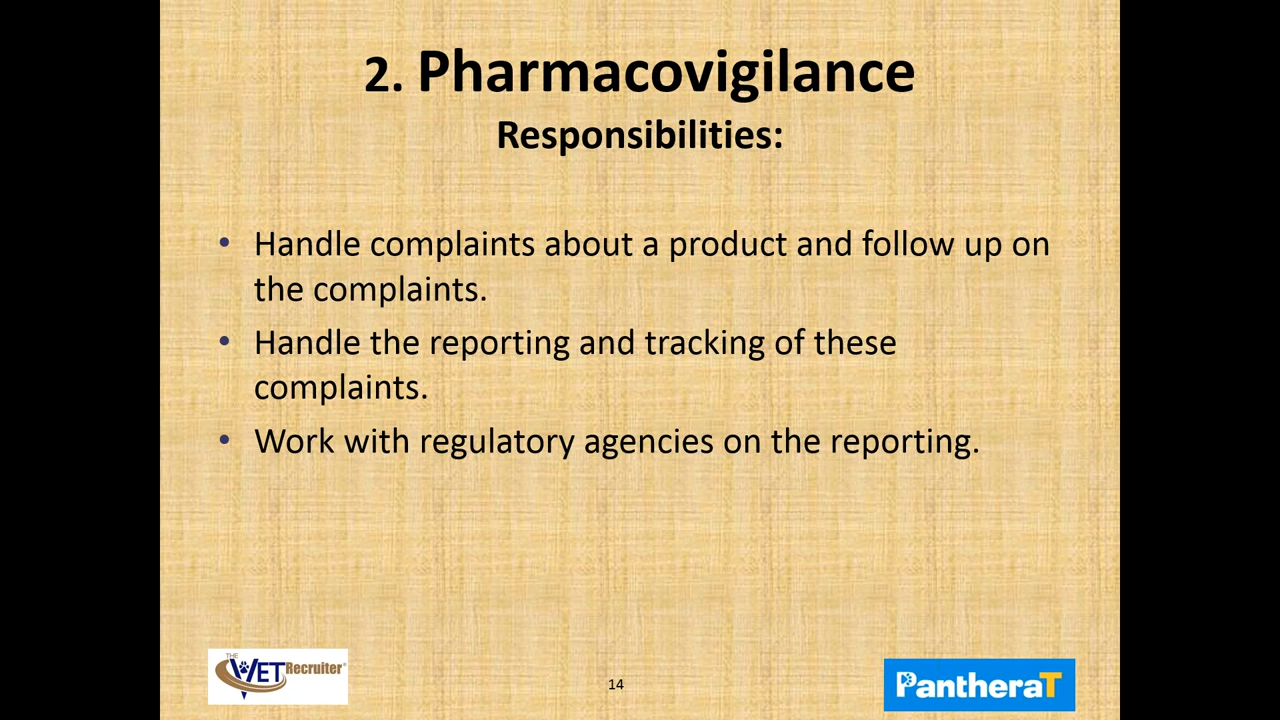 2. Pharmacovigilance
Responsibilities:
• Handle complaints about a product and follow up on
the complaints.
• Handle the reporting and tracking of these
complaints.
• Work with regulatory agencies on the reporting.
THE
VET Recruiter®
14
PantheraT